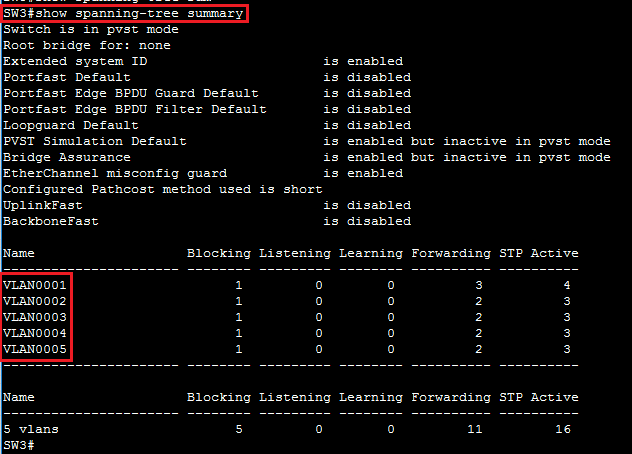 SW3#show spanning-tree summary
Switch is in pvst mode
Root bridge for: none
Extended system ID                      is enabled
Portfast Default                        is disabled
Portfast Edge BPDU Guard Default        is disabled
Portfast Edge BPDU Filter Default       is disabled
Loopguard Default                       is disabled
PVST Simulation Default                 is enabled but inactive in pvst mode
Bridge Assurance                        is enabled but inactive in pvst mode
EtherChannel misconfig guard            is enabled
Configured Pathcost method used is short
UplinkFast                              is disabled
BackboneFast                            is disabled
Name                   Blocking Listening Learning Forwarding STP Active
---------------------- -------- --------- -------- ---------- ----------
VLAN0001                     1         0        0          3          4
VLAN0002                     1         0        0          2          3
VLAN0003                     1         0        0          2          3
VLAN0004                     1         0        0          2          3
VLAN0005                     1         0        0          2          3
---------------------- -------- --------- -------- ---------- ----------
Name                   Blocking Listening Learning Forwarding STP Active
---------------------- -------- --------- -------- ---------- ----------
5 vlans                      5         0        0         11         16
SW3#